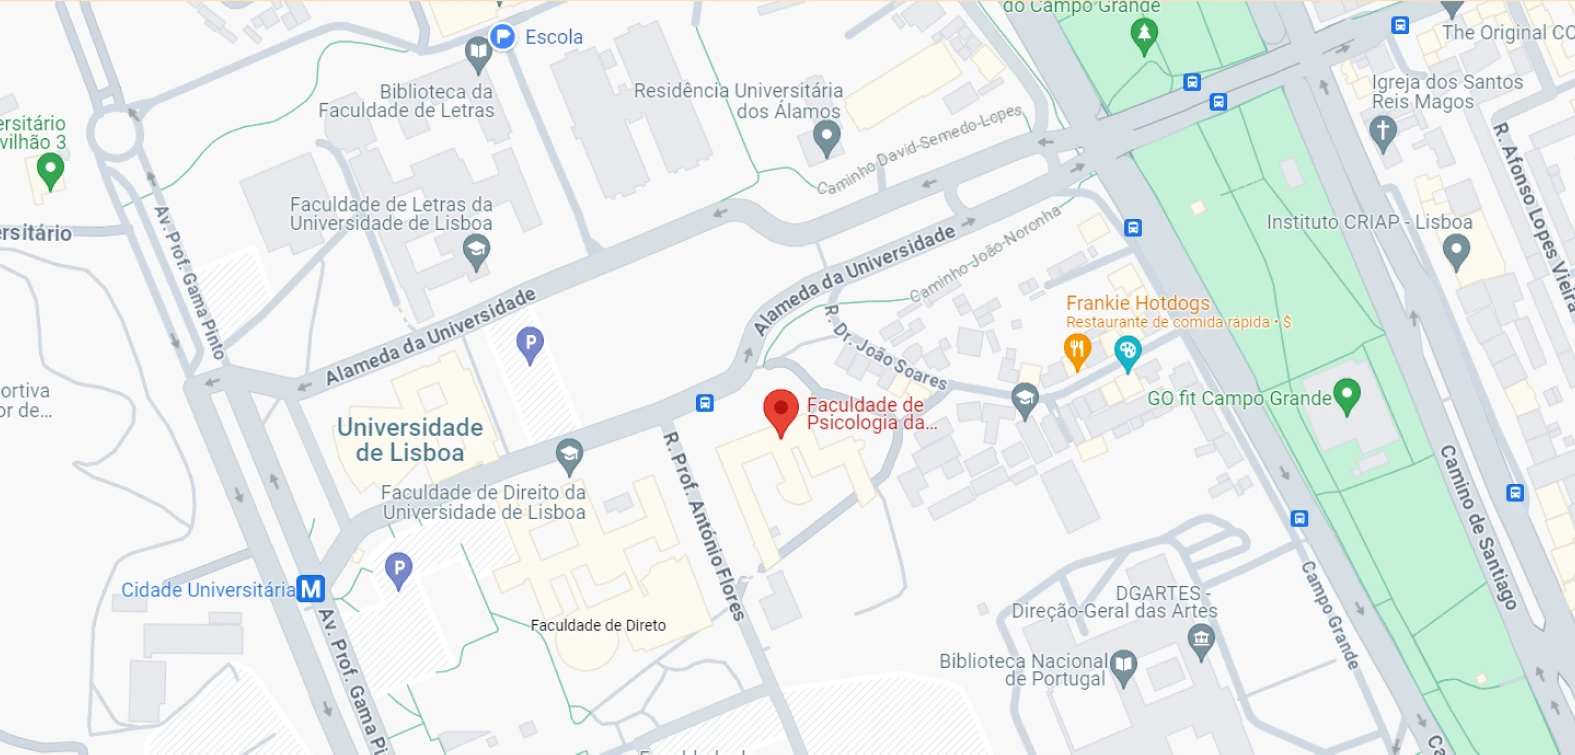 do Campo Grande
The Original CO
Escola
Biblioteca da
Faculdade de Letras
Residência Universitária
dos Álamos
Igreja dos Santos
Reis Magos
ersitário
vilhão 3
Caminho David-Semedo-Lopes
R. Afonso Lopes Vieira
Faculdade de Letras da
Universidade de Lisboa
Av. Prof. Gama Pinto
ersitário
Instituto CRIAP - Lisboa
Alameda da Universidade
Caminho João-Noronha
Alameda da Universidade
Frankie Hotdogs
Restaurante de comida rápida • $
R. Dr. João Soares
P
ortiva
or de...
GO fit Campo Grande
Faculdade de
Psicologia da...
Universidade
de Lisboa
R. Prof. António Flores
Camino de Santiago
Faculdade de Direito da
Universidade de Lisboa
P
Cidade Universitária
M
Av. Prof. Gama Pi
Faculdade de Direto
DGARTES -
Direção-Geral das Artes
Campo Grande
Biblioteca Nacional
de Portugal
Ca